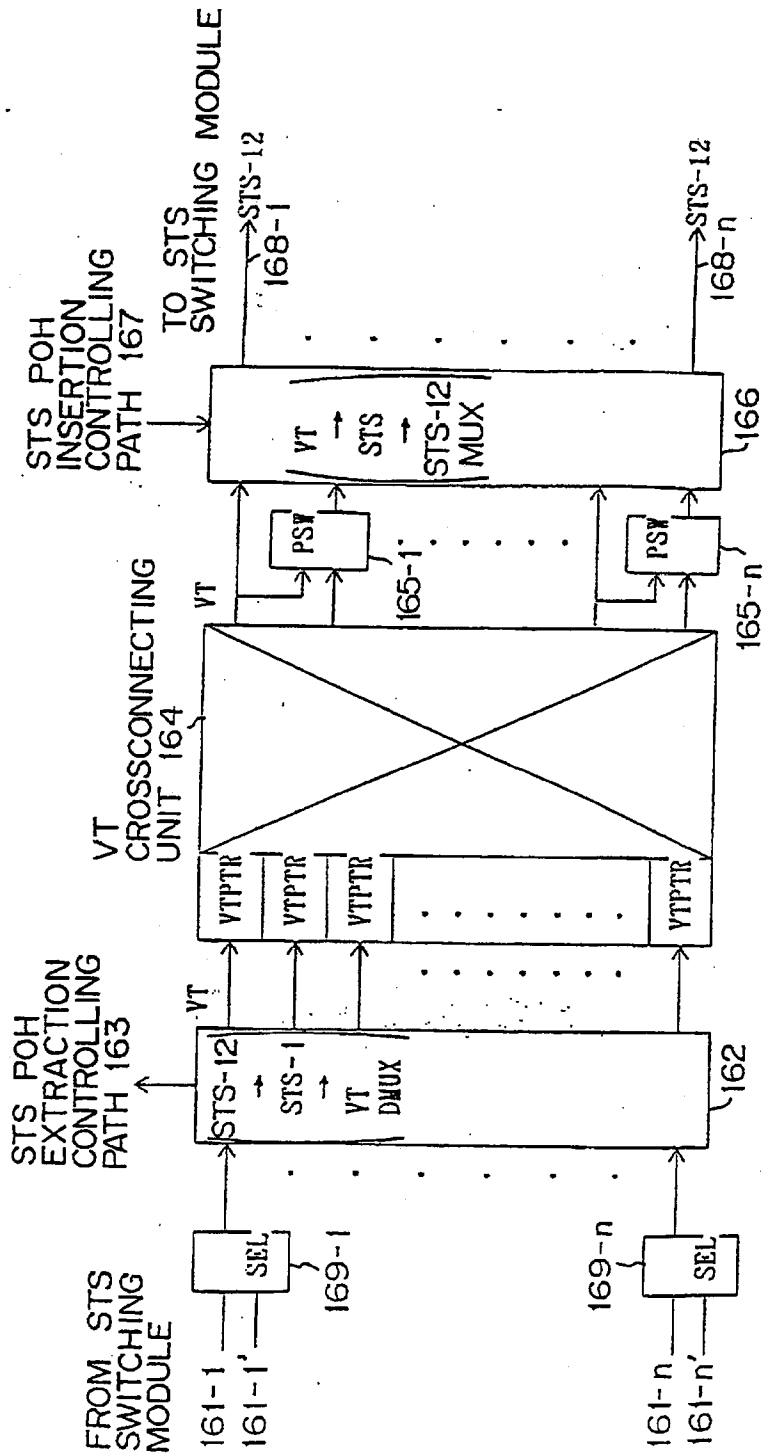 FROM STS
SWITCHING
MODULE
161-1
161-1'
SEL
169-1
161-n
161-n'
SEL
169-n
STS POH
EXTRACTION
CONTROLLING
PATH 163
STS-12
→
STS-1
→
VT
DMUX
162
VT
VTPTR
VTPTR
VTPTR
VTPTR
VT
CROSSCONNECTING
UNIT 164
VT
PSW
165-1
PSW
165-n
STS POH
INSERTION
CONTROLLING
PATH 167
VT
→
STS
→
STS-12
MUX
166
TO STS
SWITCHING MODULE
STS-12
168-1
STS-12
168-n